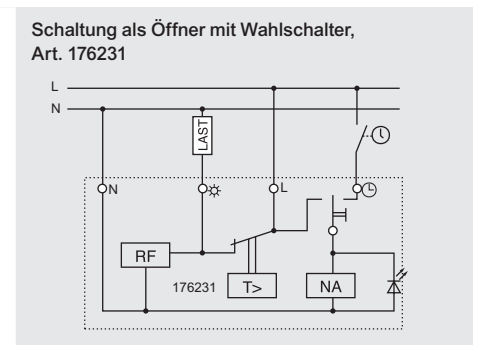 Schaltung als Öffner mit Wahlschalter,
Art. 176231
L
N
LAST
N
L
RF
176231
T>
NA